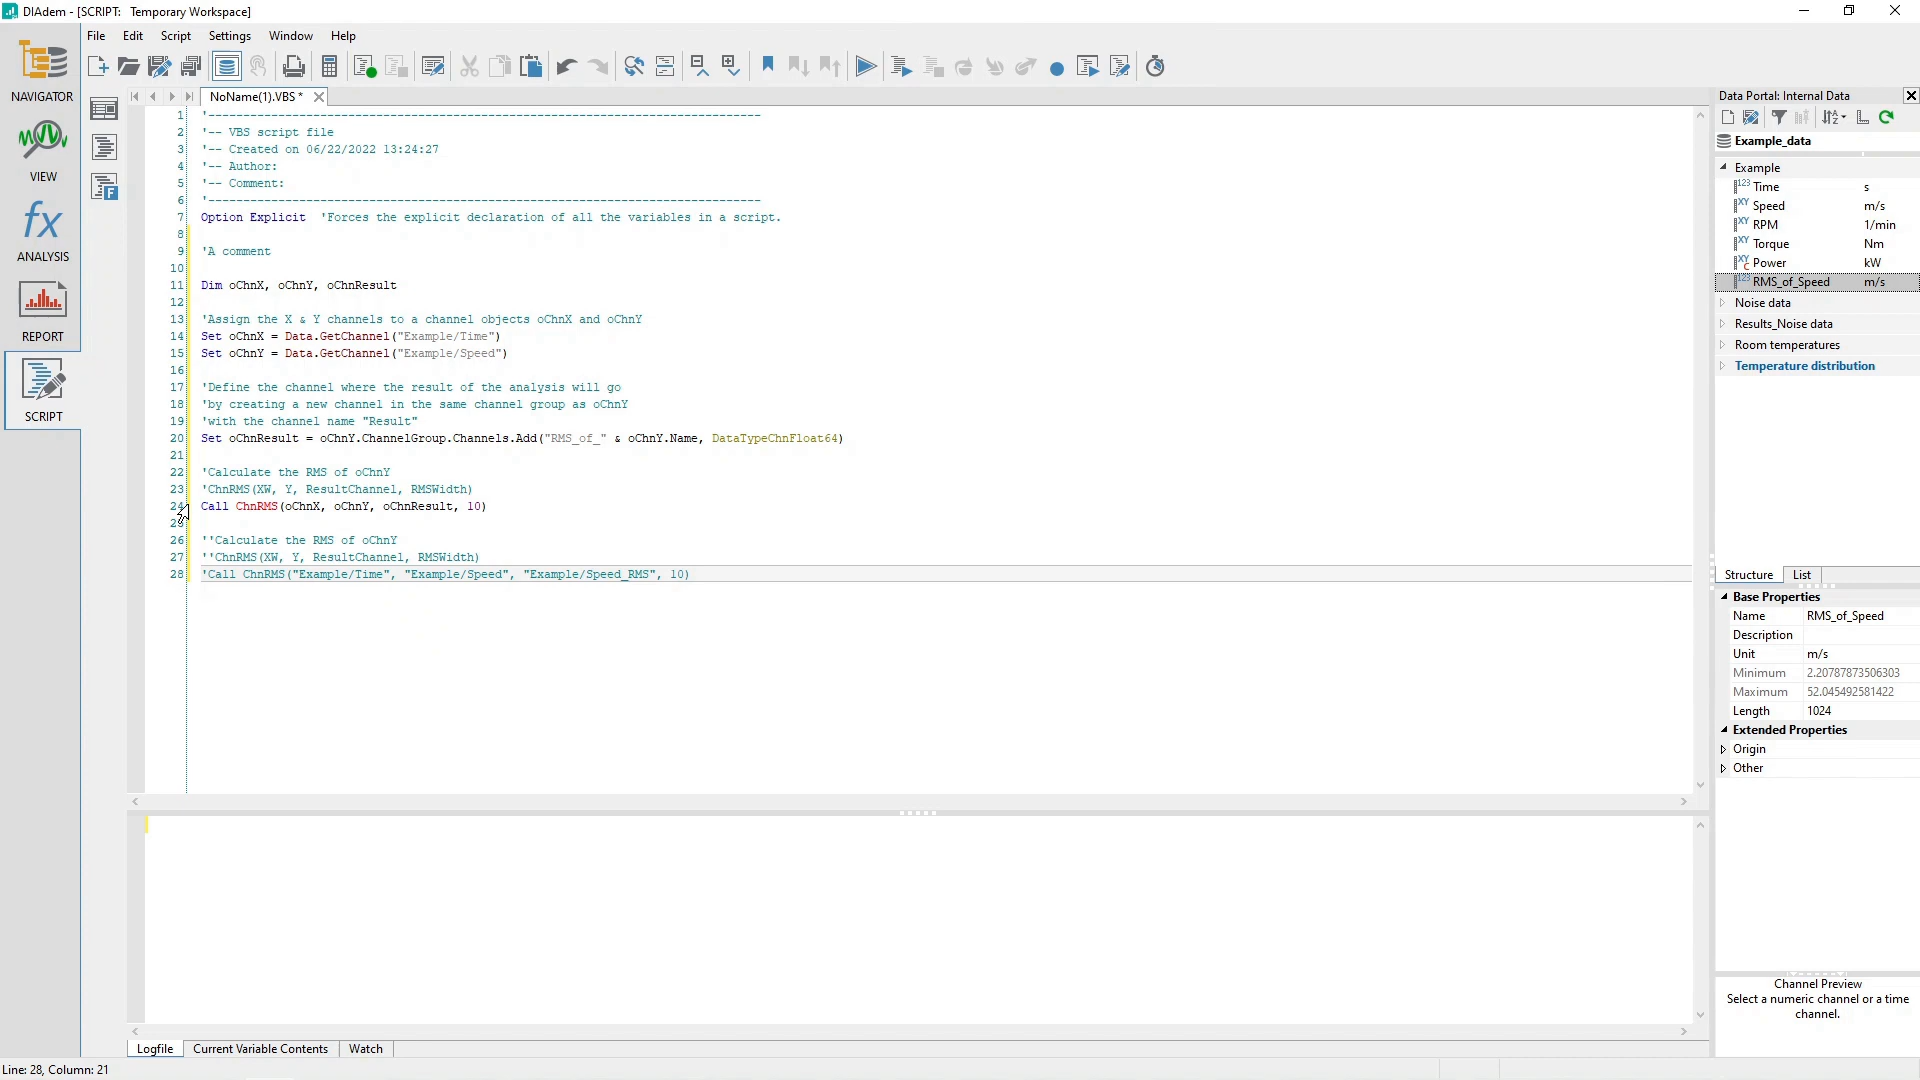 DIAdem - [SCRIPT:   Temporary Workspace]
File Edit Script Settings Window Help
NAVIGATOR
VIEW
ANALYSIS
REPORT
SCRIPT
NoName(1).VBS *
1 '-------------------------------------------------------------------------------
2 '-- VBS script file
3 '-- Created on 06/22/2022 13:24:27
4 '-- Author:
5 '-- Comment:
6 '-------------------------------------------------------------------------------
7 Option Explicit  'Forces the explicit declaration of all the variables in a script.
8
9 'A comment
10
11 Dim oChnX, oChnY, oChnResult
12
13 'Assign the X & Y channels to a channel objects oChnX and oChnY
14 Set oChnX = Data.GetChannel("Example/Time")
15 Set oChnY = Data.GetChannel("Example/Speed")
16
17 'Define the channel where the result of the analysis will go
18 'by creating a new channel in the same channel group as oChnY
19 'with the channel name "Result"
20 Set oChnResult = oChnY.ChannelGroup.Channels.Add("RMS_of_" & oChnY.Name, DataTypeChnFloat64)
21
22 'Calculate the RMS of oChnY
23 'ChnRMS(XW, Y, ResultChannel, RMSWidth)
24 Call ChnRMS(oChnX, oChnY, oChnResult, 10)
25
26 ''Calculate the RMS of oChnY
27 ''ChnRMS(XW, Y, ResultChannel, RMSWidth)
28 'Call ChnRMS("Example/Time", "Example/Speed", "Example/Speed_RMS", 10)
Logfile Current Variable Contents Watch
Line: 28, Column: 21
Data Portal: Internal Data
Example_data
Example
Time s
Speed m/s
RPM 1/min
Torque Nm
Power kW
RMS_of_Speed m/s
Noise data
Results_Noise data
Room temperatures
Temperature distribution
Structure List
Base Properties
Name RMS_of_Speed
Description
Unit m/s
Minimum 2.20787873506303
Maximum 52.045492581422
Length 1024
Extended Properties
Origin
Other
Channel Preview
Select a numeric channel or a time
channel.